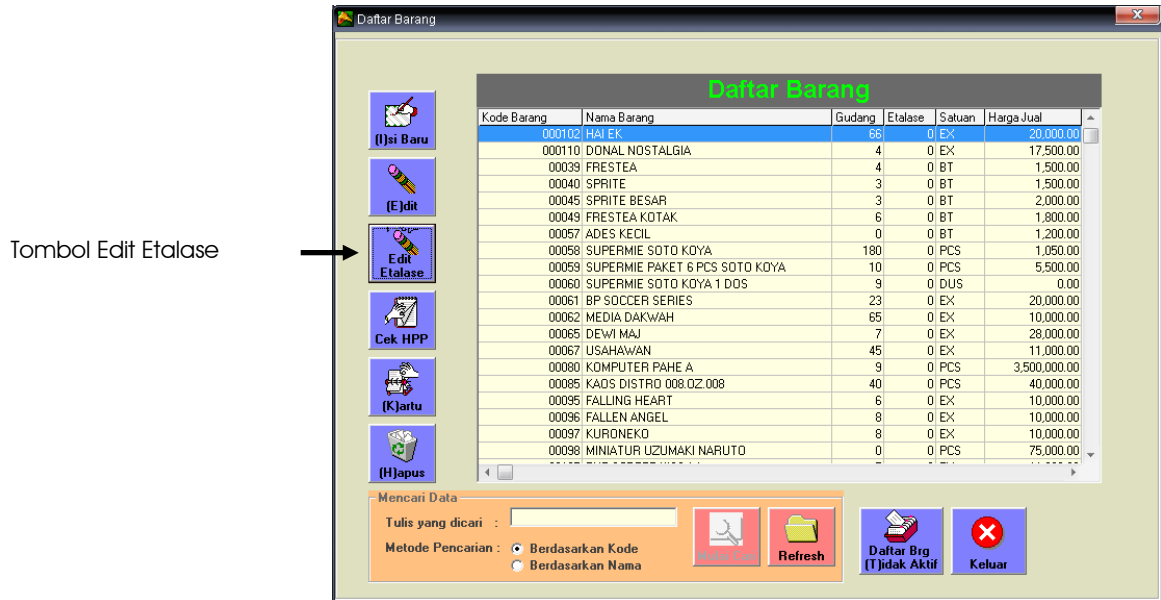 Daftar Barang
Daftar Barang
Kode Barang Nama Barang Gudang Etalase Satuan Harga Jual
000102 HAI EK 66 0 EX 20,000.00
000110 DONAL NOSTALGIA 4 0 EX 17,500.00
00039 FRESTEA 4 0 BT 1,500.00
00040 SPRITE 3 0 BT 1,500.00
00045 SPRITE BESAR 3 0 BT 2,000.00
00049 FRESTEA KOTAK 6 0 BT 1,800.00
00057 ADES KECIL 0 0 BT 1,200.00
00058 SUPERMIE SOTO KOYA 180 0 PCS 1,050.00
00059 SUPERMIE PAKET 6 PCS SOTO KOYA 10 0 PCS 5,500.00
00060 SUPERMIE SOTO KOYA 1 DOS 9 0 DUS 0.00
00061 BP SOCCER SERIES 23 0 EX 20,000.00
00062 MEDIA DAKWAH 65 0 EX 10,000.00
00065 DEWI MAJ 7 0 EX 28,000.00
00067 USAHAWAN 45 0 EX 11,000.00
00080 KOMPUTER PAHE A 9 0 PCS 3,500,000.00
00085 KAOS DISTRO 008.OZ.008 40 0 PCS 40,000.00
00095 FALLING HEART 6 0 EX 10,000.00
00096 FALLEN ANGEL 8 0 EX 10,000.00
00097 KURONEKO 8 0 EX 10,000.00
00098 MINIATUR UZUMAKI NARUTO 0 0 PCS 75,000.00
(I)si Baru
(E)dit
Edit
Etalase
Cek HPP
(K)artu
(H)apus
Tombol Edit Etalase
Mencari Data
Tulis yang dicari :
Metode Pencarian : Berdasarkan Kode
Berdasarkan Nama
Refresh
Daftar Brg
(T)idak Aktif
Keluar